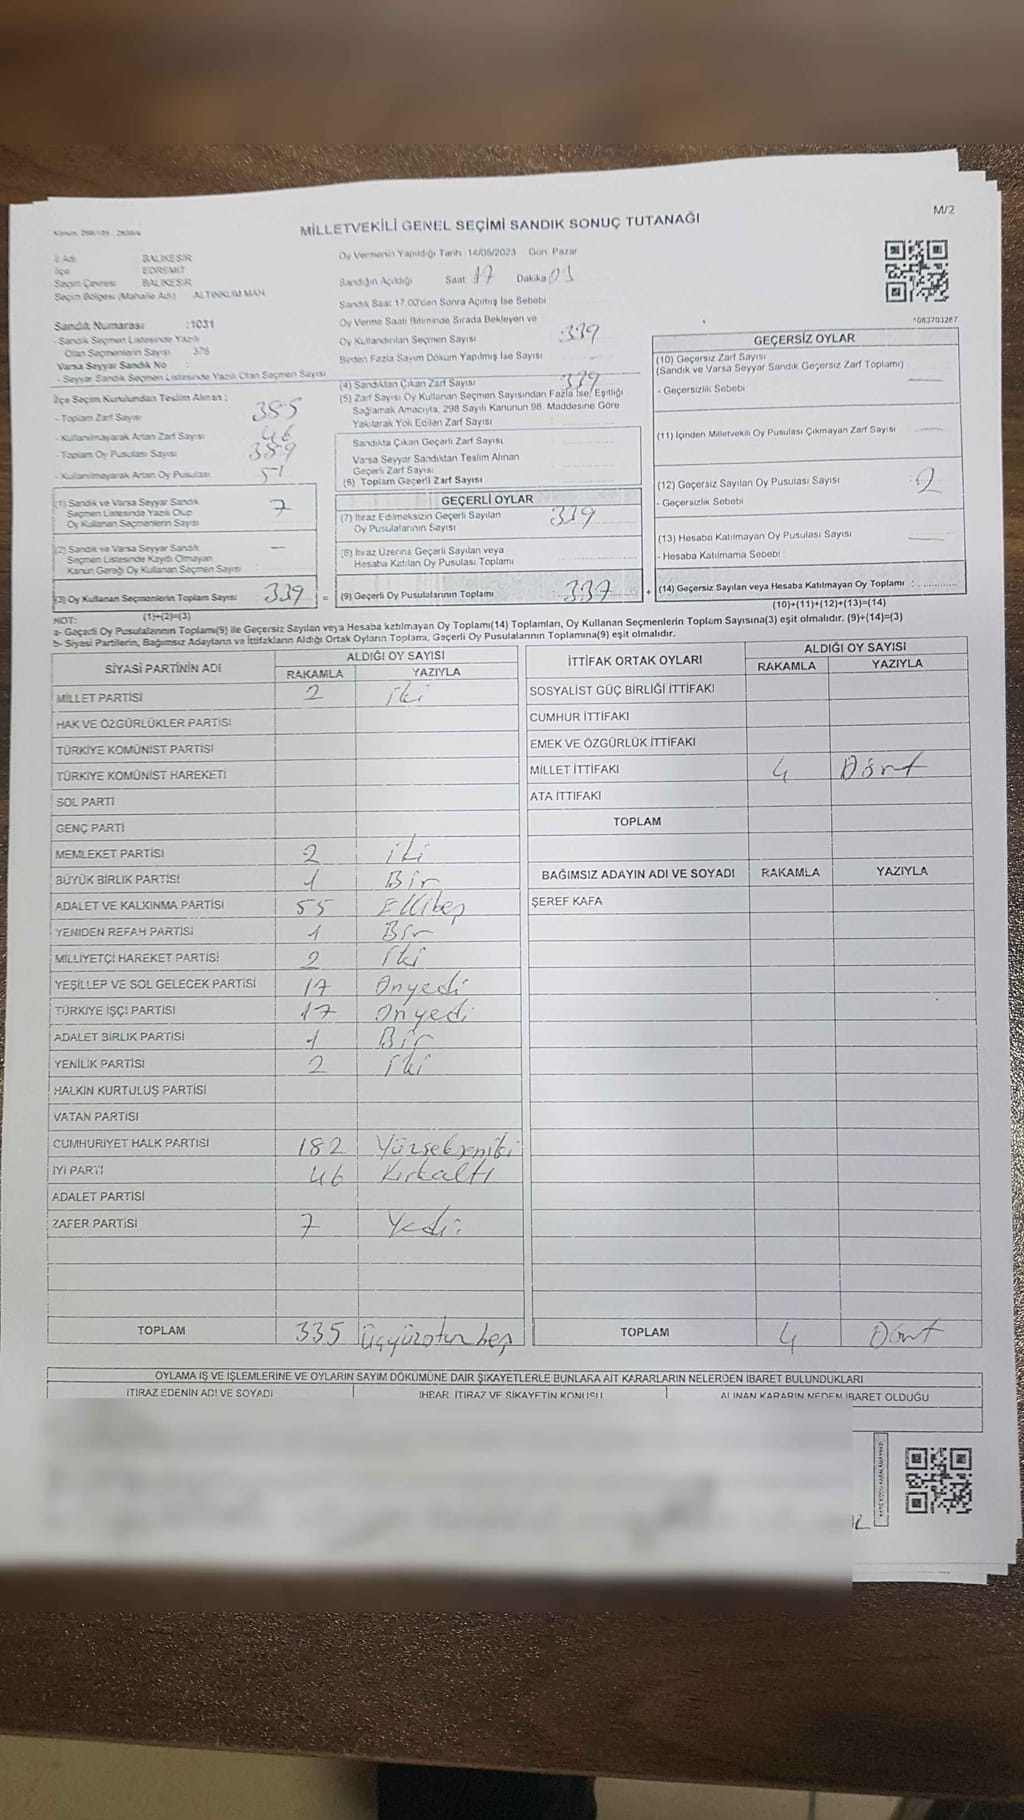 M/2
MİLLETVEKİLİ GENEL SEÇİMİ SANDIK SONUÇ TUTANAĞI
İl Adı BALIKESİR
İlçe EDREMİT
Seçim Çevresi BALIKESİR
Seçim Bölgesi (Mahalle Adı) ALTINKUM MAH.
Oy Vermenin Yapıldığı Tarih :14/05/2023 Gün: Pazar
Sandığın Açıldığı Saat 17 Dakika 03
Sandık Saat 17:00'den Sonra Açımış İse Sebebi
Oy Verme Saati Bitiminde Sırada Bekleyen ve
Oy Kullandırılan Seçmen Sayısı 339
Birden Fazla Sayım Döküm Yapılmış İse Sayısı
Sandık Numarası :1031
- Sandık Seçmen Listesinde Yazılı
Olan Seçmenlerin Sayısı 378
Varsa Seyyar Sandık No
- Seyyar Sandık Seçmen Listesinde Yazılı Olan Seçmen Sayısı
İlçe Seçim Kurulundan Teslim Alınan ;
- Toplam Zarf Sayısı 385
- Kullanılmayarak Artan Zarf Sayısı 46
- Toplam Oy Pusulası Sayısı 389
- Kullanılmayarak Artan Oy Pusulası 51
(1) Sandık ve Varsa Seyyar Sandık
Seçmen Listesinde Yazılı Olup
Oy Kullanan Seçmenlerin Sayısı 7
(2) Sandık ve Varsa Seyyar Sandık
Seçmen Listesinde Kayıtlı Olmayan
Kanun Gereği Oy Kullanan Seçmen Sayısı
(3) Oy Kullanan Seçmenlerin Toplam Sayısı 339 =
(1)+(2)=(3)
(4) Sandıktan Çıkan Zarf Sayısı 339
(5) Zarf Sayısı Oy Kullanan Seçmen Sayısından Fazla İse, Eşitliği
Sağlamak Amacıyla, 298 Sayılı Kanunun 98. Maddesine Göre
Yakılarak Yok Edilen Zarf Sayısı
Sandıkta Çıkan Geçerli Zarf Sayısı
Varsa Seyyar Sandıktan Teslim Alınan
Geçerli Zarf Sayısı
(6) Toplam Geçerli Zarf Sayısı
GEÇERLİ OYLAR
(7) İtiraz Edilmeksizin Geçerli Sayılan
Oy Pusulalarının Sayısı 339
(8) İtiraz Üzerine Geçerli Sayılan veya
Hesaba Katılan Oy Pusulası Toplamı
(9) Geçerli Oy Pusulalarının Toplamı 337 +
1063703267
GEÇERSİZ OYLAR
(10) Geçersiz Zarf Sayısı
(Sandık ve Varsa Seyyar Sandık Geçersiz Zarf Toplamı)
- Geçersizlik Sebebi
(11) İçinden Milletvekili Oy Pusulası Çıkmayan Zarf Sayısı
(12) Geçersiz Sayılan Oy Pusulası Sayısı 2
- Geçersizlik Sebebi
(13) Hesaba Katılmayan Oy Pusulası Sayısı
- Hesaba Katılmama Sebebi
(14) Geçersiz Sayılan veya Hesaba Katılmayan Oy Toplamı :
(10)+(11)+(12)+(13)=(14)
NOT:
a- Geçerli Oy Pusulalarının Toplamı(9) ile Geçersiz Sayılan veya Hesaba katılmayan Oy Toplamı(14) Toplamları, Oy Kullanan Seçmenlerin Toplam Sayısına(3) eşit olmalıdır. (9)+(14)=(3)
b- Siyasi Partilerin, Bağımsız Adayların ve İttifakların Aldığı Ortak Oyların Toplamı, Geçerli Oy Pusulalarının Toplamına(9) eşit olmalıdır.
SİYASİ PARTİNİN ADI ALDIĞI OY SAYISI
RAKAMLA YAZIYLA
MİLLET PARTİSİ 2 iki
HAK VE ÖZGÜRLÜKLER PARTİSİ
TÜRKİYE KOMÜNİST PARTİSİ
TÜRKİYE KOMÜNİST HAREKETİ
SOL PARTİ
GENÇ PARTİ
MEMLEKET PARTİSİ 2 iki
BÜYÜK BİRLİK PARTİSİ 1 Bir
ADALET VE KALKINMA PARTİSİ 55 Ellibeş
YENİDEN REFAH PARTİSİ 1 Bir
MİLLİYETÇİ HAREKET PARTİSİ 2 iki
YEŞİLLER VE SOL GELECEK PARTİSİ 17 Onyedi
TÜRKİYE İŞÇİ PARTİSİ 17 Onyedi
ADALET BİRLİK PARTİSİ 1 Bir
YENİLİK PARTİSİ 2 iki
HALKIN KURTULUŞ PARTİSİ
VATAN PARTİSİ
CUMHURİYET HALK PARTİSİ 182 Yürsekseniki
İYİ PARTİ 46 Kırkaltı
ADALET PARTİSİ
ZAFER PARTİSİ 7 Yedi
TOPLAM 335 Üçyüzotuzbeş
İTTİFAK ORTAK OYLARI ALDIĞI OY SAYISI
RAKAMLA YAZIYLA
SOSYALİST GÜÇ BİRLİĞİ İTTİFAKI
CUMHUR İTTİFAKI
EMEK VE ÖZGÜRLÜK İTTİFAKI
MİLLET İTTİFAKI 4 Dört
ATA İTTİFAKI
TOPLAM
BAĞIMSIZ ADAYIN ADI VE SOYADI RAKAMLA YAZIYLA
ŞEREF KAFA
TOPLAM 4 Dört
OYLAMA İŞ VE İŞLEMLERİNE VE OYLARIN SAYIM DÖKÜMÜNE DAİR ŞİKAYETLERLE BUNLARA AİT KARARLARIN NELERDEN İBARET BULUNDUKLARI
İTİRAZ EDENİN ADI VE SOYADI İHBAR, İTİRAZ VE ŞİKAYETİN KONUSU ALINAN KARARIN NEDEN İBARET OLDUĞU